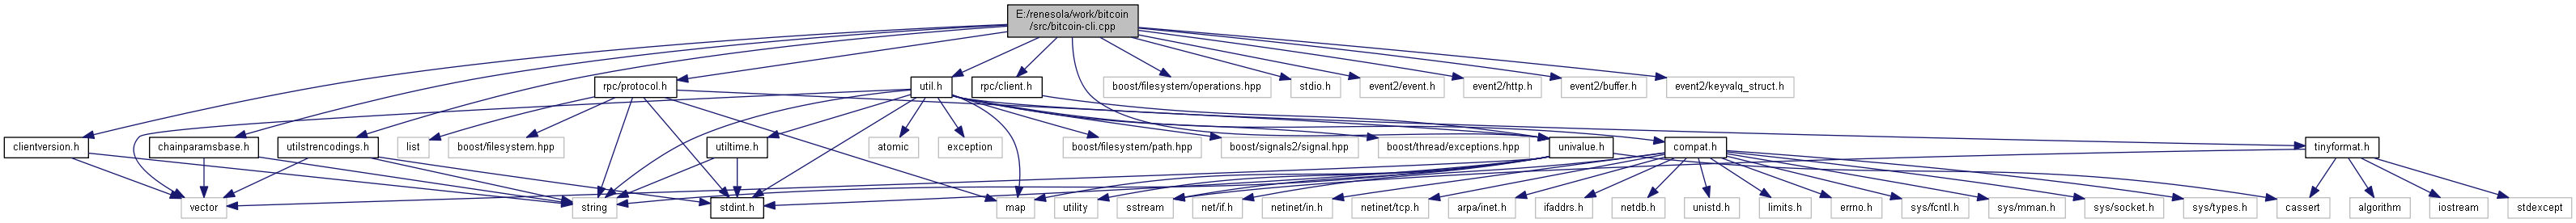 E:/renesola/work/bitcoin
/src/bitcoin-cli.cpp
rpc/protocol.h
util.h
rpc/client.h
boost/filesystem/operations.hpp
stdio.h
event2/event.h
event2/http.h
event2/buffer.h
event2/keyvalq_struct.h
clientversion.h
chainparamsbase.h
utilstrencodings.h
list
boost/filesystem.hpp
utiltime.h
atomic
exception
boost/filesystem/path.hpp
boost/signals2/signal.hpp
boost/thread/exceptions.hpp
univalue.h
compat.h
tinyformat.h
vector
string
stdint.h
map
utility
sstream
net/if.h
netinet/in.h
netinet/tcp.h
arpa/inet.h
ifaddrs.h
netdb.h
unistd.h
limits.h
errno.h
sys/fcntl.h
sys/mman.h
sys/socket.h
sys/types.h
cassert
algorithm
iostream
stdexcept